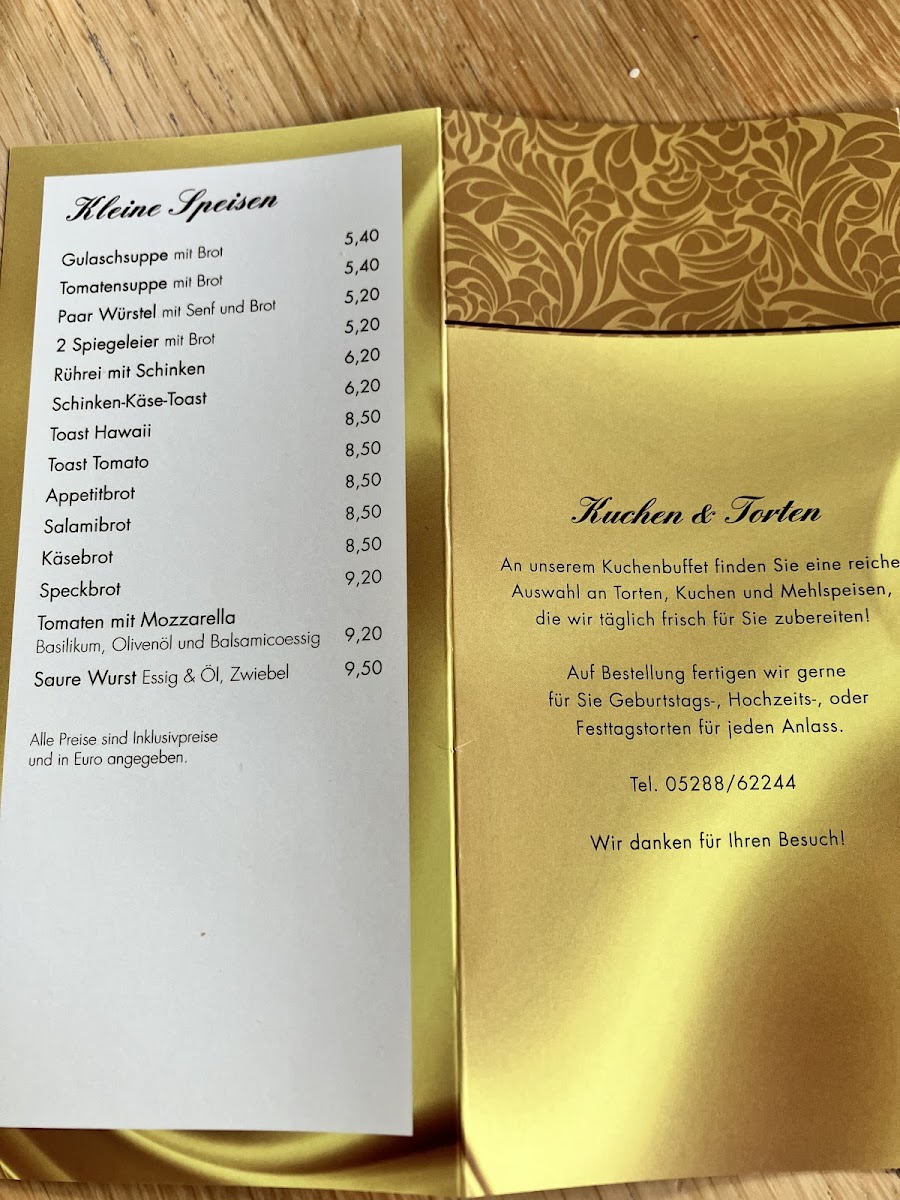 Kleine Speisen
Gulaschsuppe mit Brot 5,40
Tomatensuppe mit Brot 5,40
Paar Würstel mit Senf und Brot 5,20
2 Spiegeleier mit Brot 5,20
Rührei mit Schinken 6,20
Schinken-Käse-Toast 6,20
Toast Hawaii 8,50
Toast Tomato 8,50
Appetitbrot 8,50
Salamibrot 8,50
Käsebrot 8,50
Speckbrot 9,20
Tomaten mit Mozzarella
Basilikum, Olivenöl und Balsamicoessig 9,20
Saure Wurst Essig & Öl, Zwiebel 9,50
Alle Preise sind Inklusivpreise
und in Euro angegeben.
Kuchen & Torten
An unserem Kuchenbuffet finden Sie eine reiche
Auswahl an Torten, Kuchen und Mehlspeisen,
die wir täglich frisch für Sie zubereiten!
Auf Bestellung fertigen wir gerne
für Sie Geburtstags-, Hochzeits-, oder
Festtagstorten für jeden Anlass.
Tel. 05288/62244
Wir danken für Ihren Besuch!